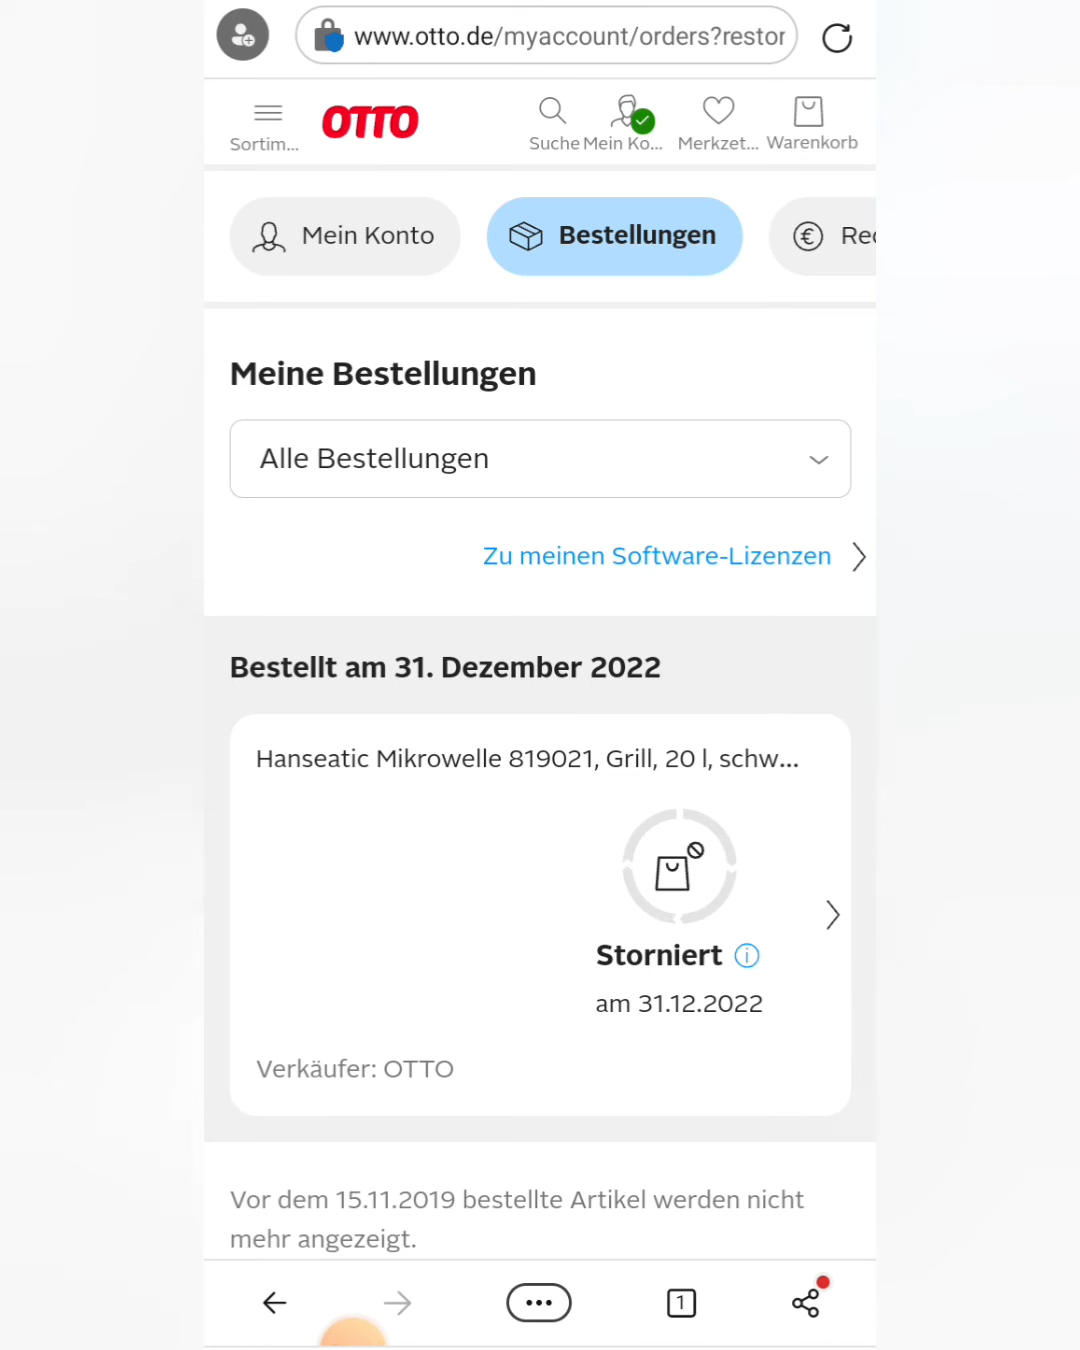 www.otto.de/myaccount/orders?restor
Sortim...
OTTO
Suche
Mein Ko...
Merkzet...
Warenkorb
Mein Konto
Bestellungen
€
Rec
Meine Bestellungen
Alle Bestellungen
Zu meinen Software-Lizenzen
Bestellt am 31. Dezember 2022
Hanseatic Mikrowelle 819021, Grill, 20 l, schw...
Storniert
am 31.12.2022
Verkäufer: OTTO
Vor dem 15.11.2019 bestellte Artikel werden nicht
mehr angezeigt.
1